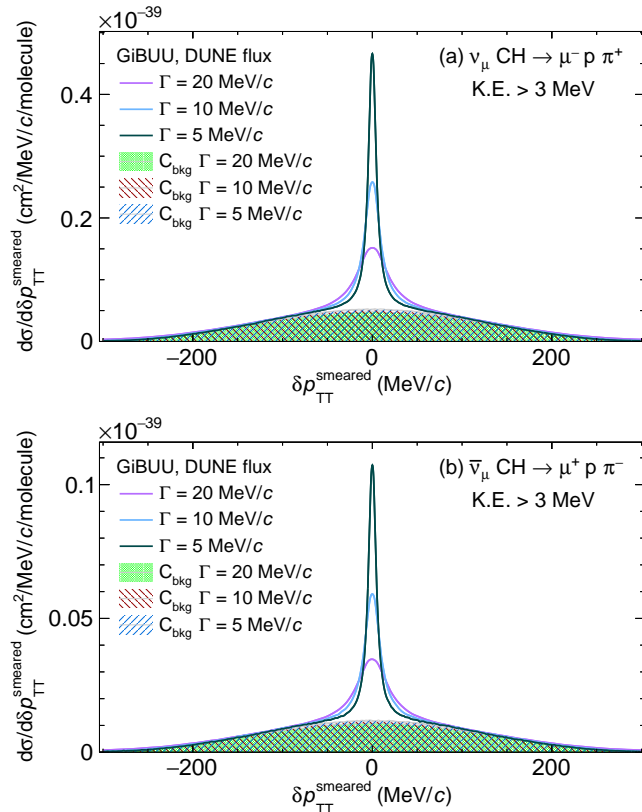 ×10⁻³⁹
GiBUU, DUNE flux
(a) ν_μ CH → μ⁻ p π⁺
Γ = 20 MeV/c
K.E. > 3 MeV
Γ = 10 MeV/c
Γ = 5 MeV/c
C_bkg Γ = 20 MeV/c
C_bkg Γ = 10 MeV/c
C_bkg Γ = 5 MeV/c
0.4
0.2
0
dσ/dδp_TT^smeared (cm²/MeV/c/molecule)
−200 0 200
δp_TT^smeared (MeV/c)
×10⁻³⁹
GiBUU, DUNE flux
(b) ν̅_μ CH → μ⁺ p π⁻
Γ = 20 MeV/c
K.E. > 3 MeV
Γ = 10 MeV/c
Γ = 5 MeV/c
C_bkg Γ = 20 MeV/c
C_bkg Γ = 10 MeV/c
C_bkg Γ = 5 MeV/c
0.1
0.05
0
dσ/dδp_TT^smeared (cm²/MeV/c/molecule)
−200 0 200
δp_TT^smeared (MeV/c)